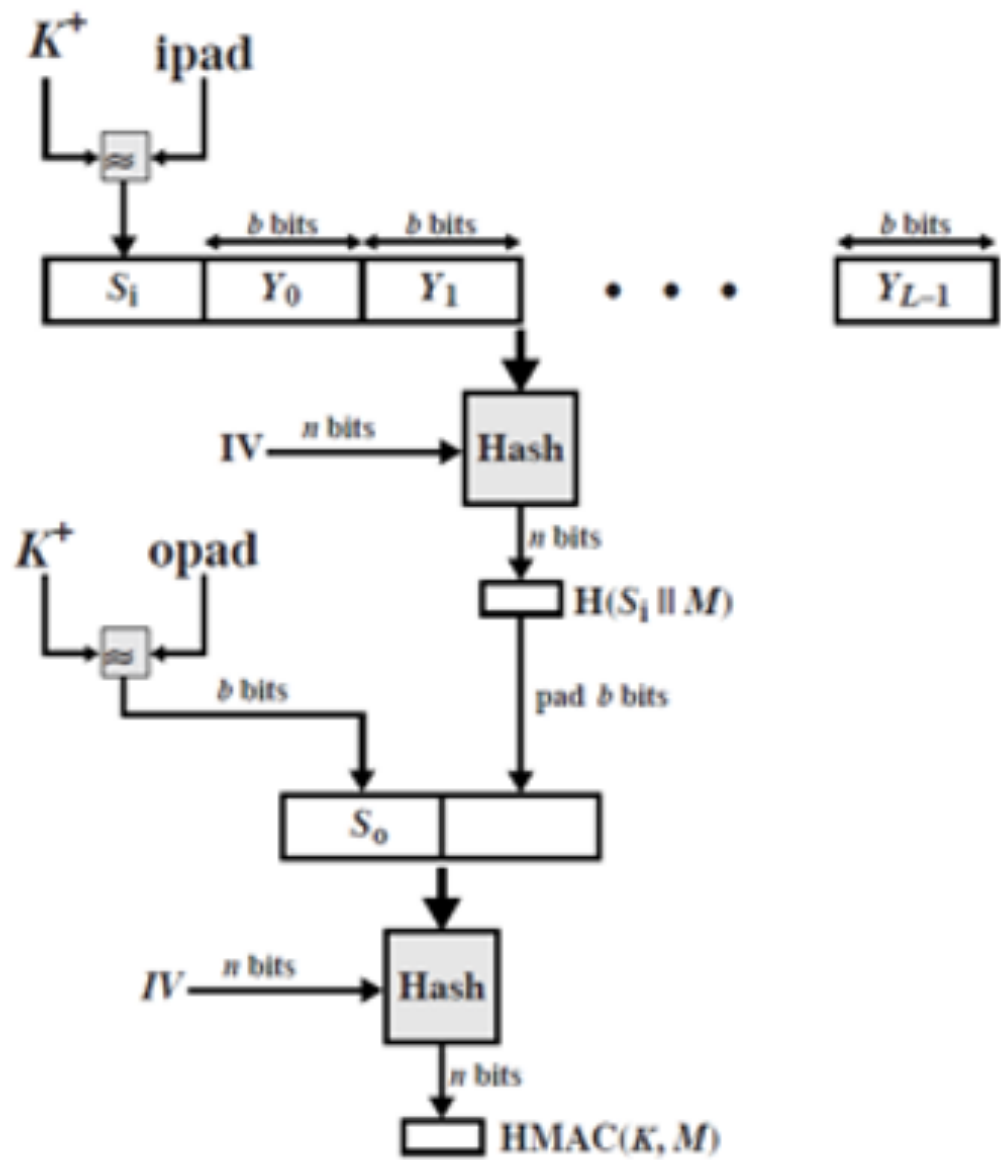 K+ ipad
≈
b bits b bits b bits
Si Y0 Y1 • • • YL–1
IV n bits Hash
n bits
K+ opad
H(Si || M)
≈
b bits pad b bits
So
IV n bits Hash
n bits
HMAC(K, M)